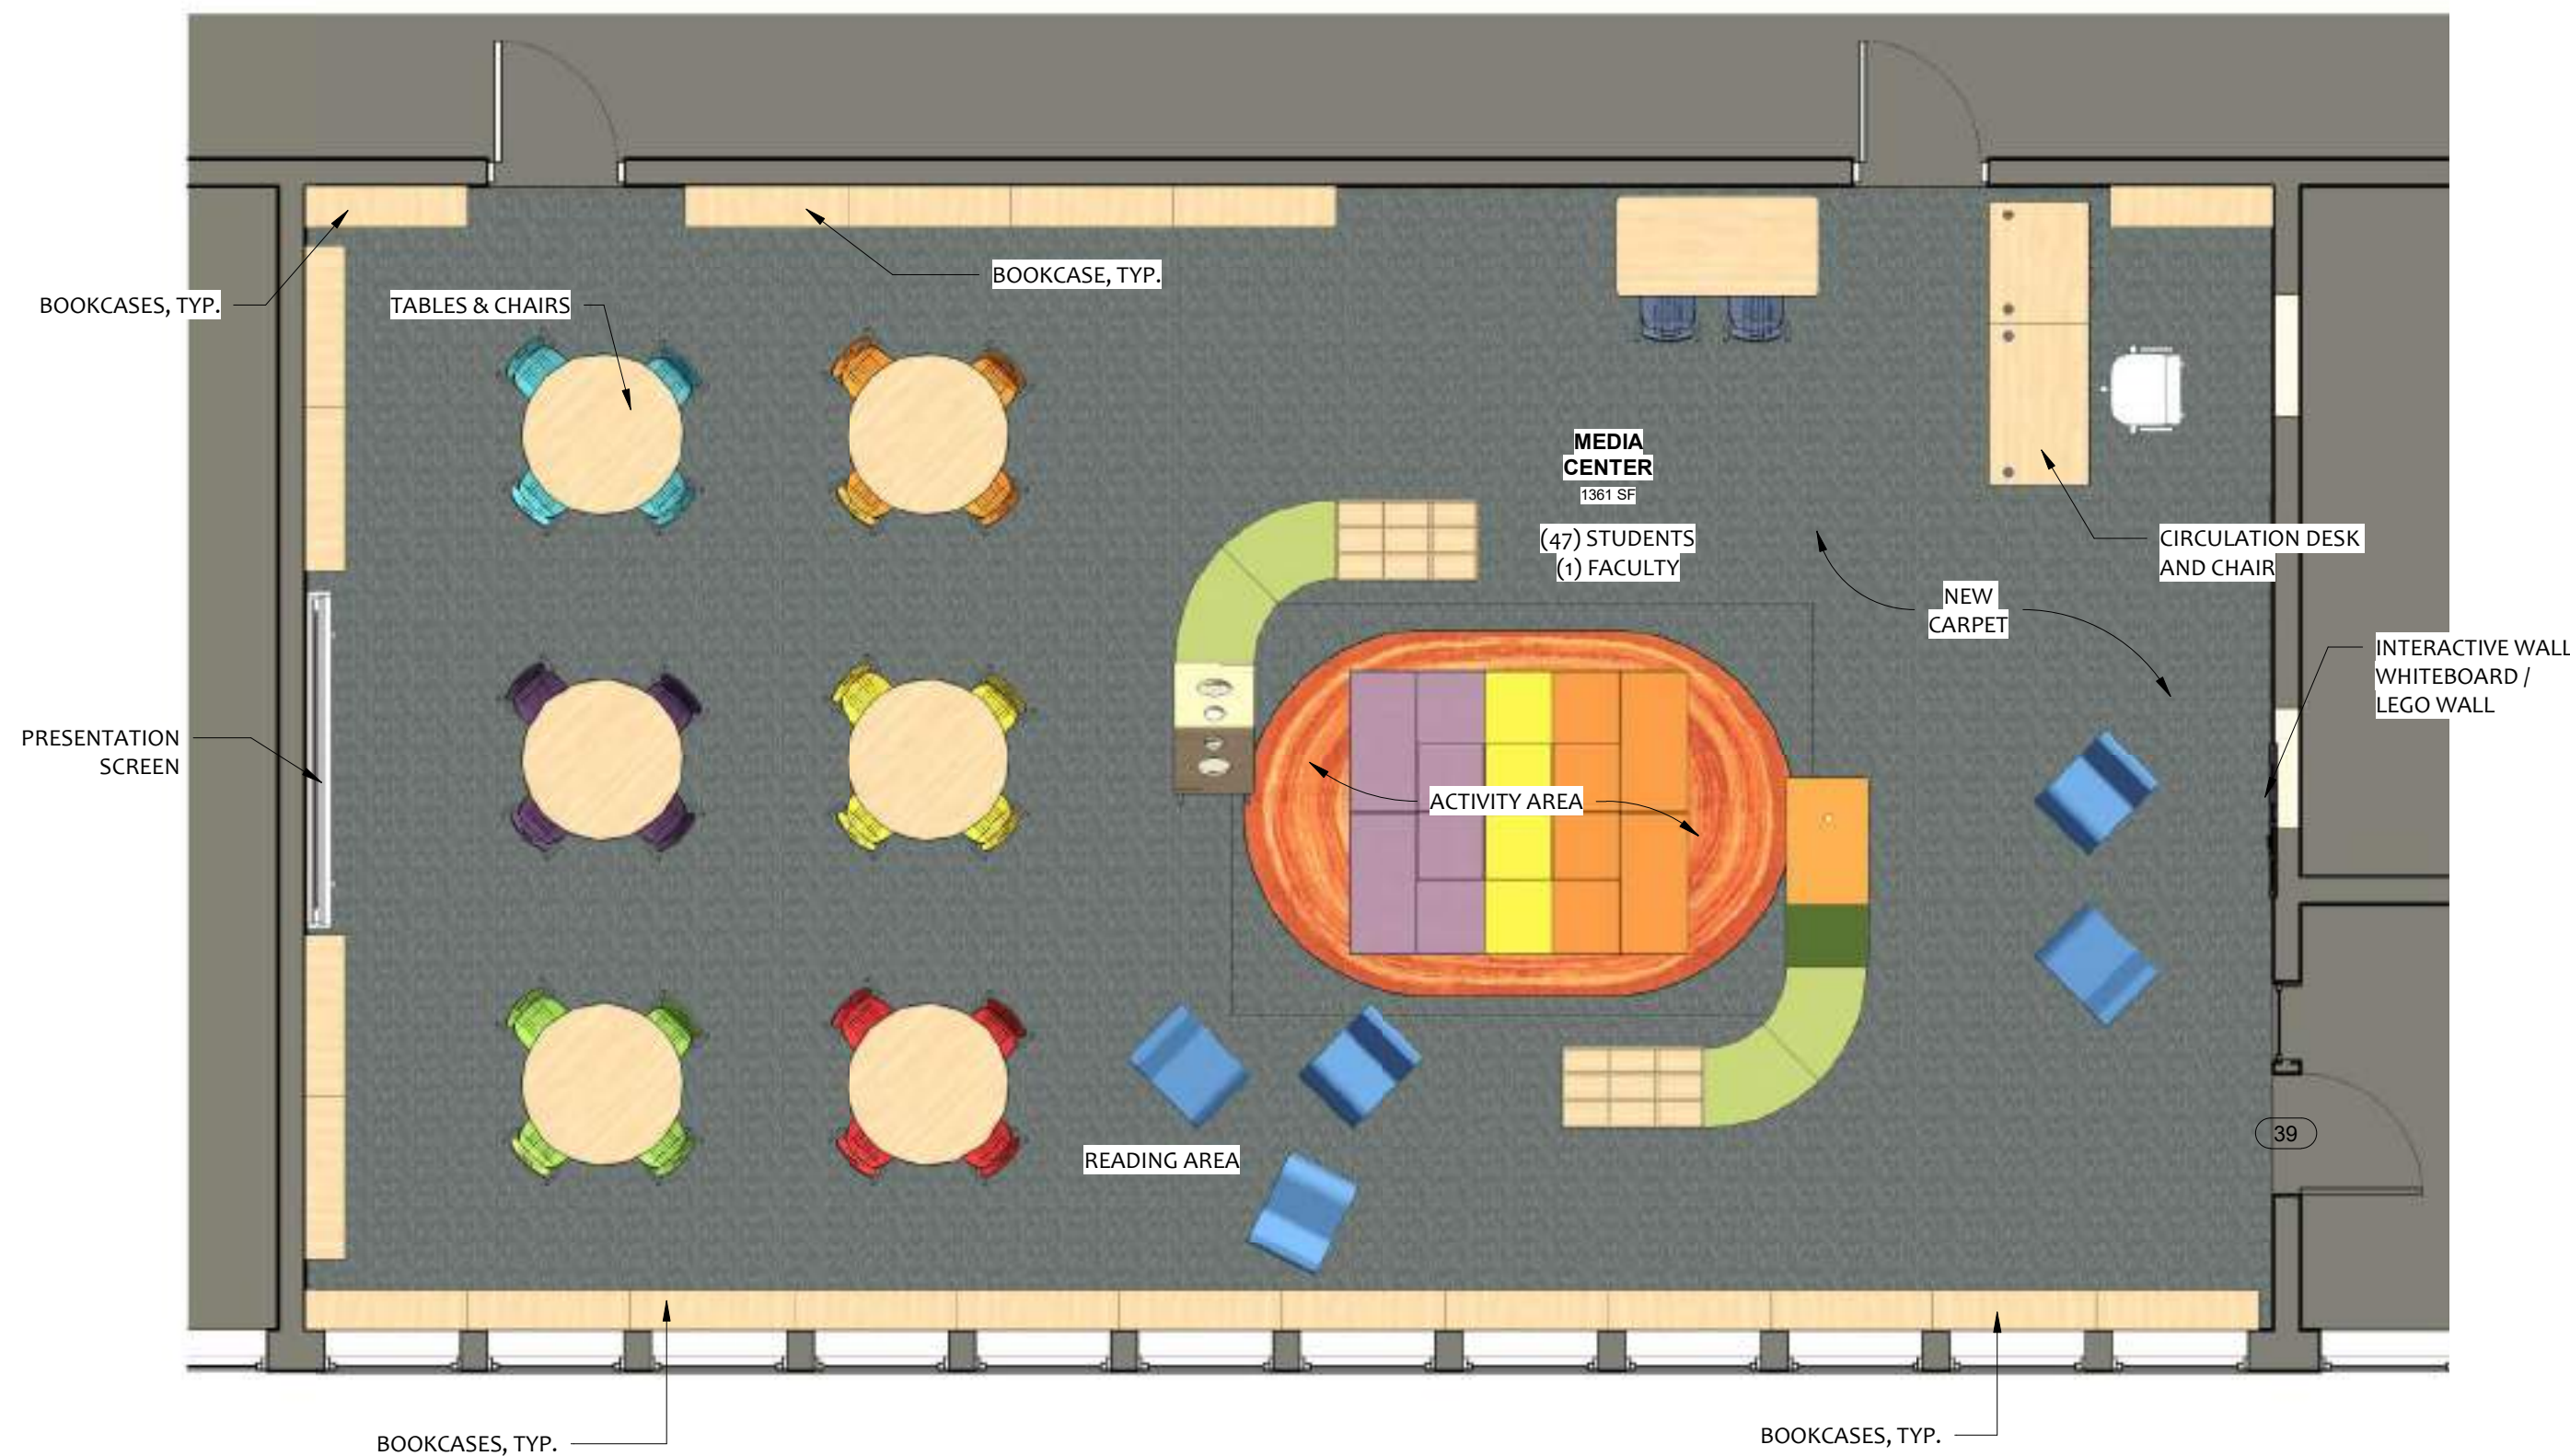 BOOKCASE, TYP.
BOOKCASES, TYP.
TABLES & CHAIRS
MEDIA
CENTER
1361 SF
(47) STUDENTS
(1) FACULTY
CIRCULATION DESK
AND CHAIR
NEW
CARPET
INTERACTIVE WALL
WHITEBOARD /
LEGO WALL
PRESENTATION
SCREEN
ACTIVITY AREA
39
READING AREA
BOOKCASES, TYP.
BOOKCASES, TYP.